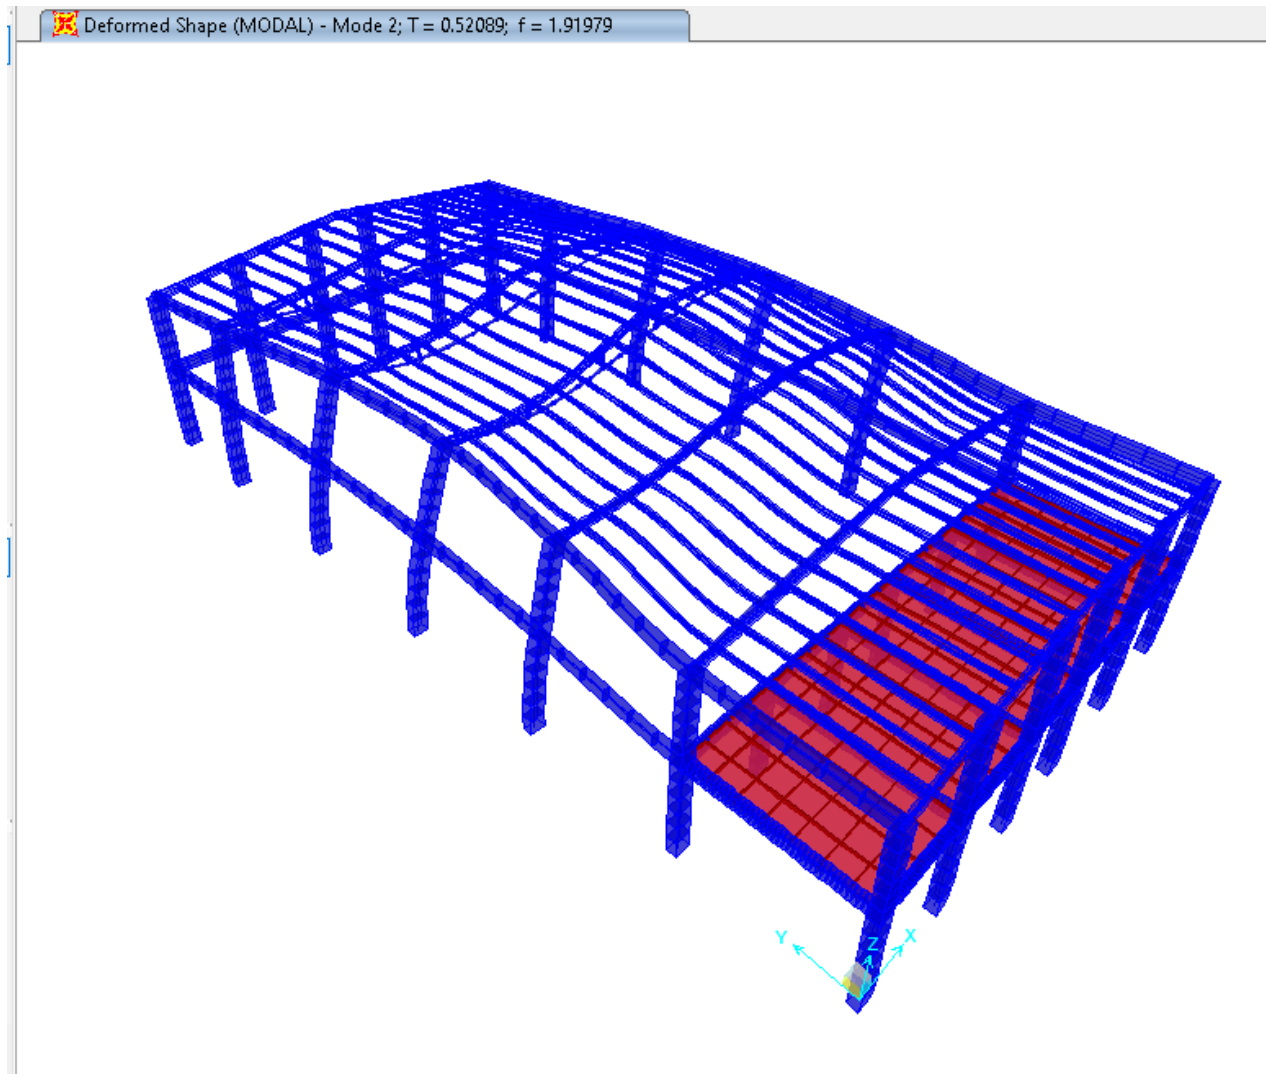 Deformed Shape (MODAL) - Mode 2; T = 0.52089; f = 1.91979
Y
Z
X